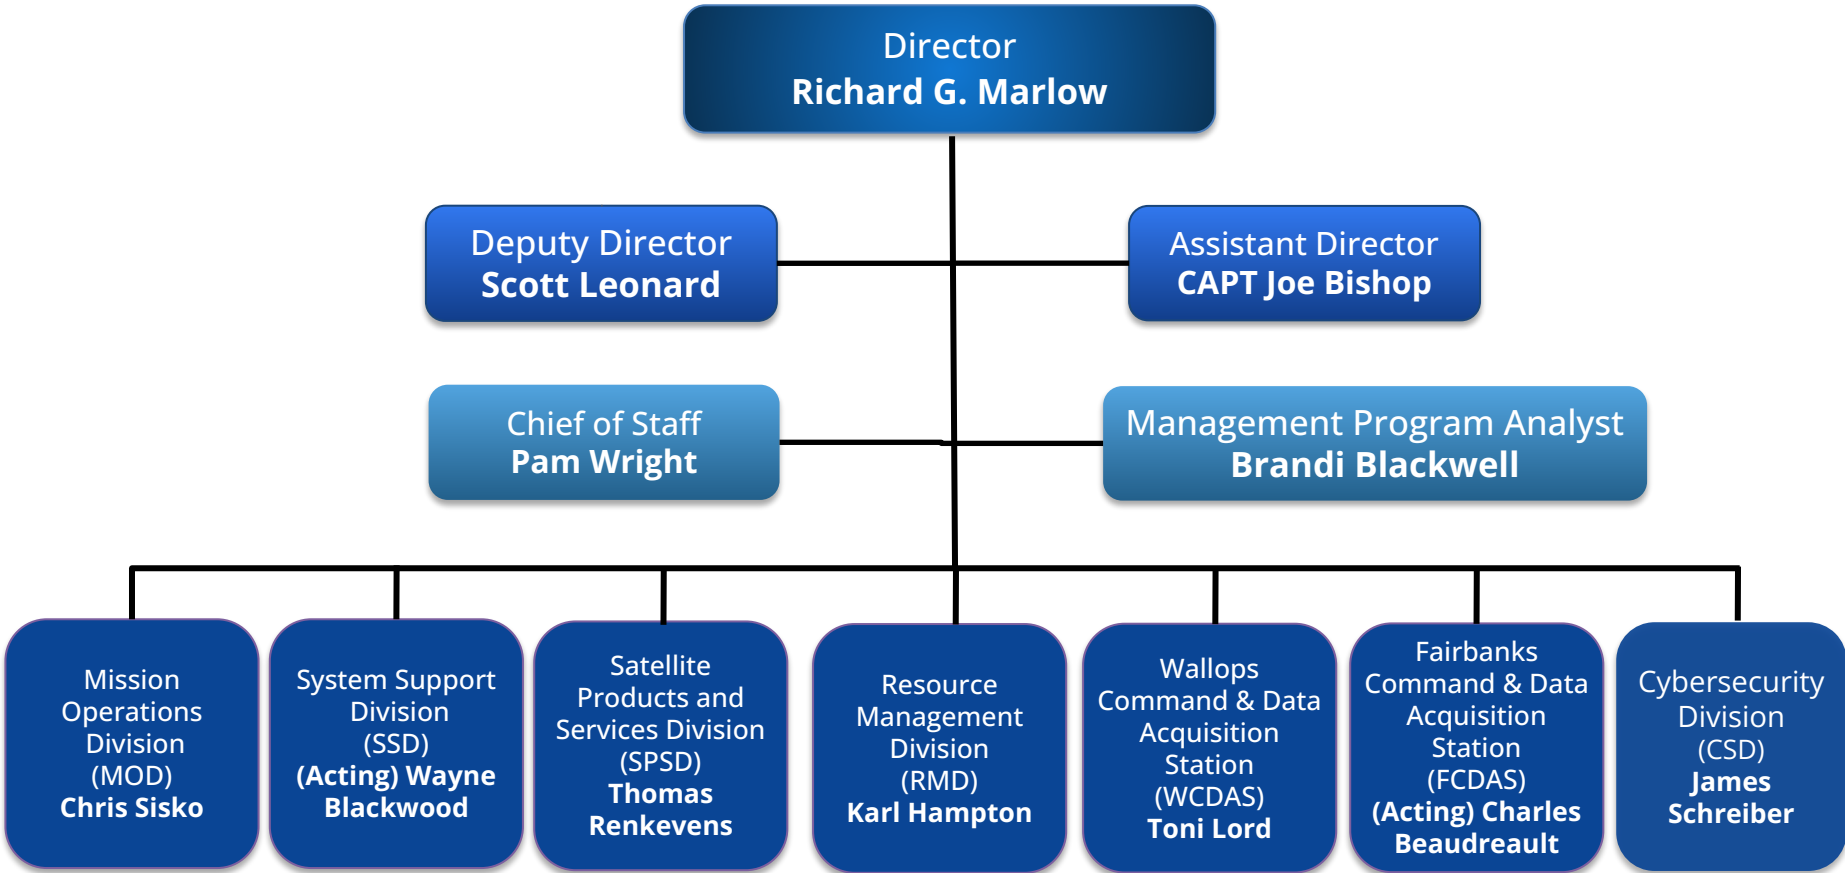 Director
Richard G. Marlow
Deputy Director
Scott Leonard
Assistant Director
CAPT Joe Bishop
Chief of Staff
Pam Wright
Management Program Analyst
Brandi Blackwell
Mission
Operations
Division
(MOD)
Chris Sisko
System Support
Division
(SSD)
(Acting) Wayne
Blackwood
Satellite
Products and
Services Division
(SPSD)
Thomas
Renkevens
Resource
Management
Division
(RMD)
Karl Hampton
Wallops
Command & Data
Acquisition
Station
(WCDAS)
Toni Lord
Fairbanks
Command & Data
Acquisition
Station
(FCDAS)
(Acting) Charles
Beaudreault
Cybersecurity
Division
(CSD)
James
Schreiber